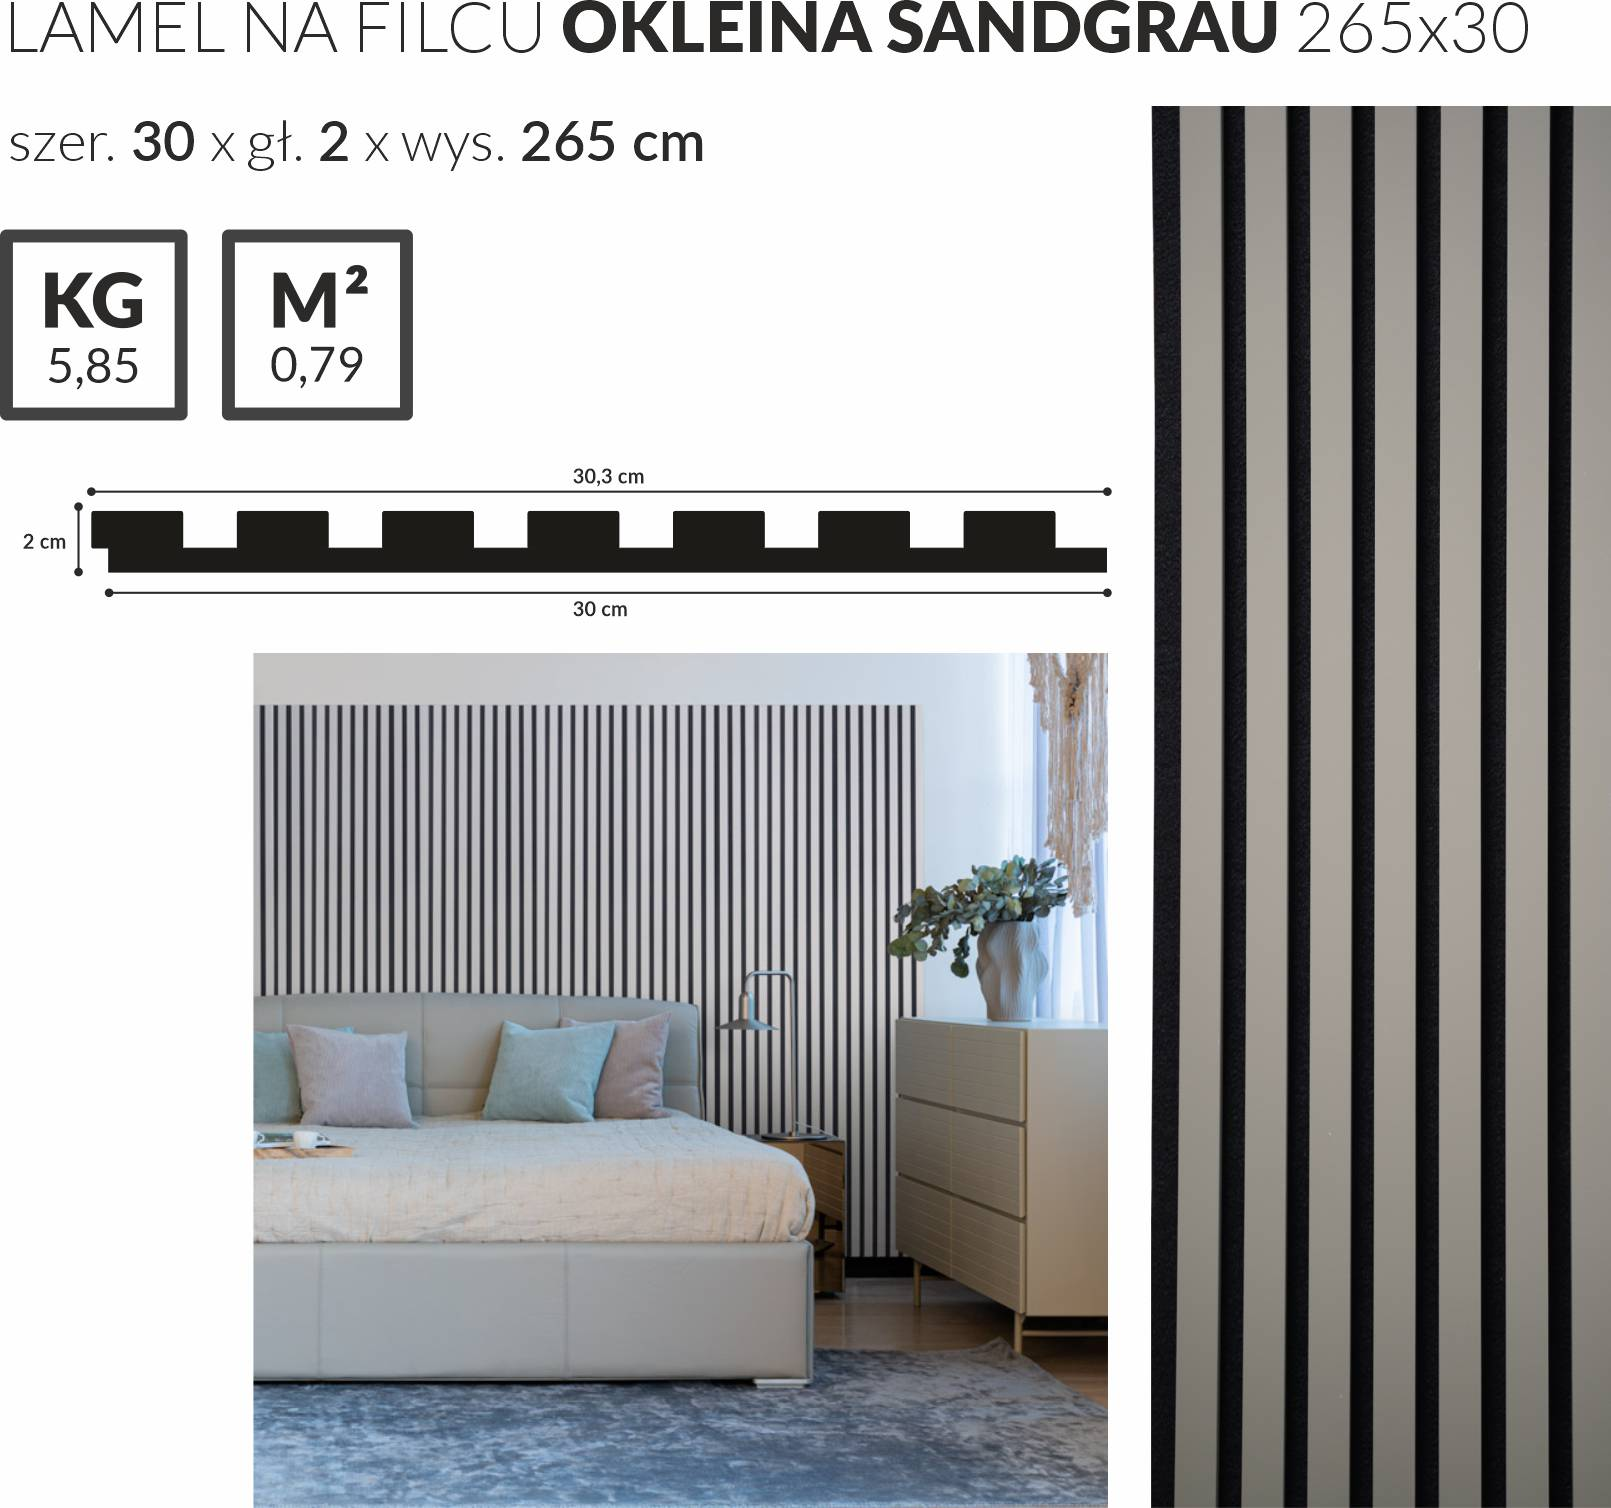 LAMEL NA FILCU OKLEINA SANDGRAU 265x30
szer. 30 x gł. 2 x wys. 265 cm
KG
5,85
M²
0,79
30,3 cm
2 cm
30 cm